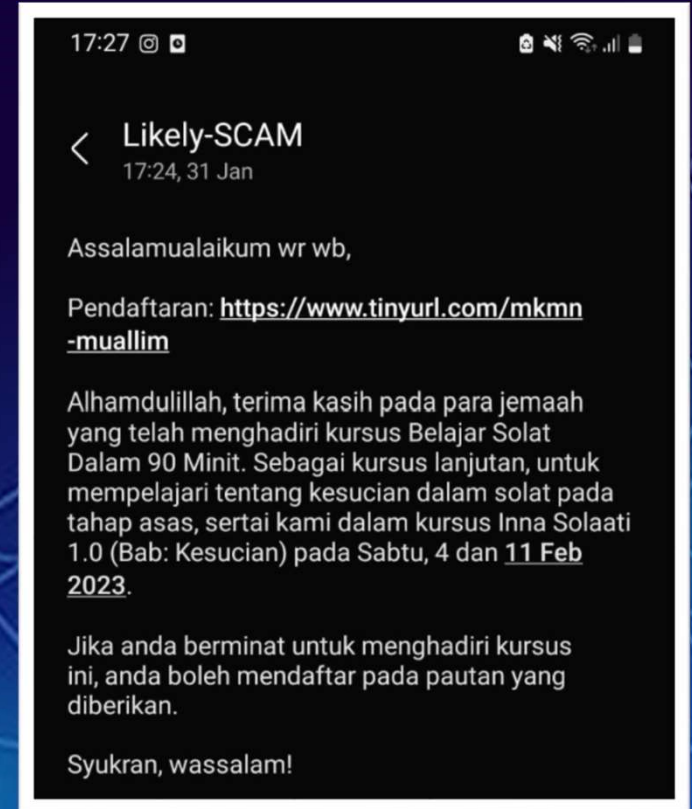 17:27
Likely-SCAM
17:24, 31 Jan
Assalamualaikum wr wb,
Pendaftaran: https://www.tinyurl.com/mkmn
-muallim
Alhamdulillah, terima kasih pada para jemaah
yang telah menghadiri kursus Belajar Solat
Dalam 90 Minit. Sebagai kursus lanjutan, untuk
mempelajari tentang kesucian dalam solat pada
tahap asas, sertai kami dalam kursus Inna Solaati
1.0 (Bab: Kesucian) pada Sabtu, 4 dan 11 Feb
2023.
Jika anda berminat untuk menghadiri kursus
ini, anda boleh mendaftar pada pautan yang
diberikan.
Syukran, wassalam!